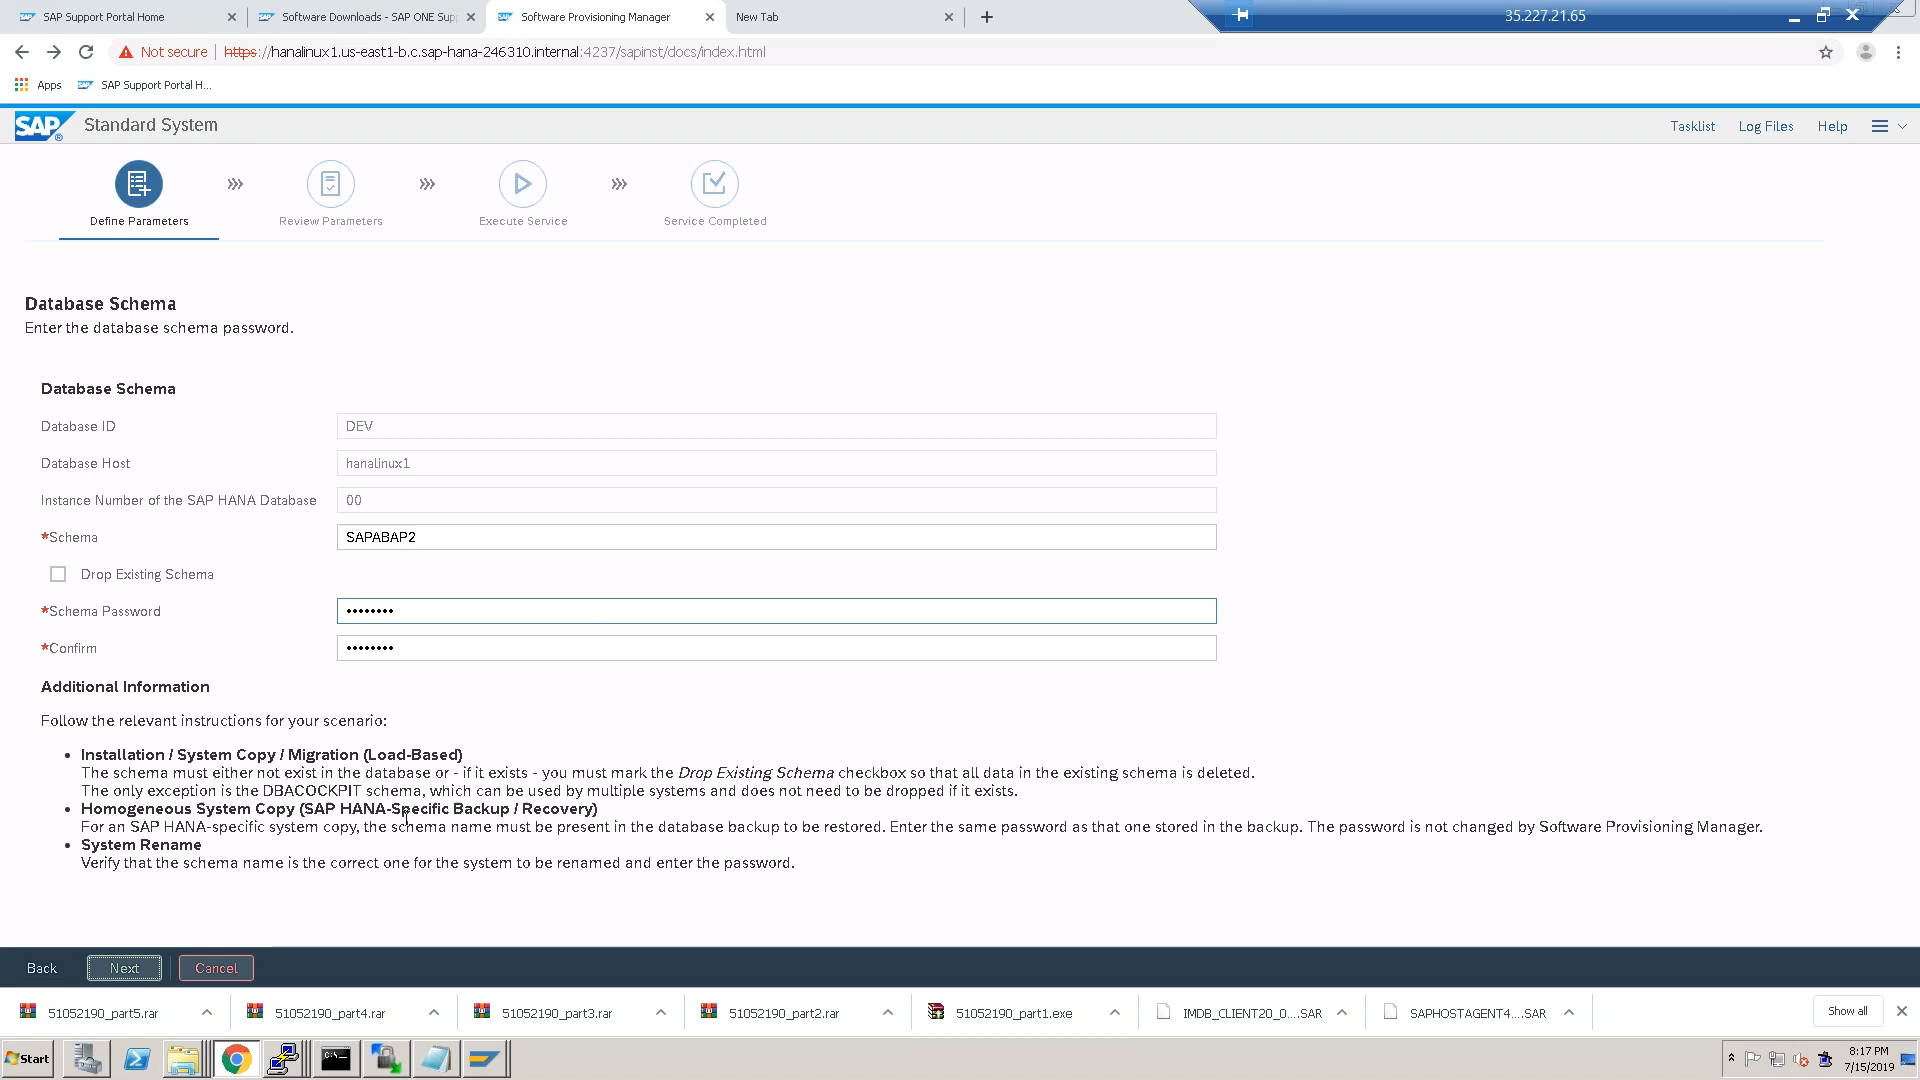 SAP Support Portal Home
Software Downloads - SAP ONE Sup
Software Provisioning Manager
New Tab
35.227.21.65
Not secure | https://hanalinux1.us-east1-b.c.sap-hana-246310.internal:4237/sapinst/docs/index.html
Apps
SAP Support Portal H...
SAP
Standard System
Tasklist
Log Files
Help
Define Parameters
Review Parameters
Execute Service
Service Completed
Database Schema
Enter the database schema password.
Database Schema
Database ID
DEV
Database Host
hanalinux1
Instance Number of the SAP HANA Database
00
*Schema
SAPABAP2
Drop Existing Schema
*Schema Password
••••••••
*Confirm
••••••••
Additional Information
Follow the relevant instructions for your scenario:
• Installation / System Copy / Migration (Load-Based)
The schema must either not exist in the database or - if it exists - you must mark the Drop Existing Schema checkbox so that all data in the existing schema is deleted.
The only exception is the DBACOCKPIT schema, which can be used by multiple systems and does not need to be dropped if it exists.
• Homogeneous System Copy (SAP HANA-Specific Backup / Recovery)
For an SAP HANA-specific system copy, the schema name must be present in the database backup to be restored. Enter the same password as that one stored in the backup. The password is not changed by Software Provisioning Manager.
• System Rename
Verify that the schema name is the correct one for the system to be renamed and enter the password.
Back
Next
Cancel
51052190_part5.rar
51052190_part4.rar
51052190_part3.rar
51052190_part2.rar
51052190_part1.exe
IMDB_CLIENT20_0....SAR
SAPHOSTAGENT4....SAR
Show all
Start
C:\
8:17 PM
7/15/2019